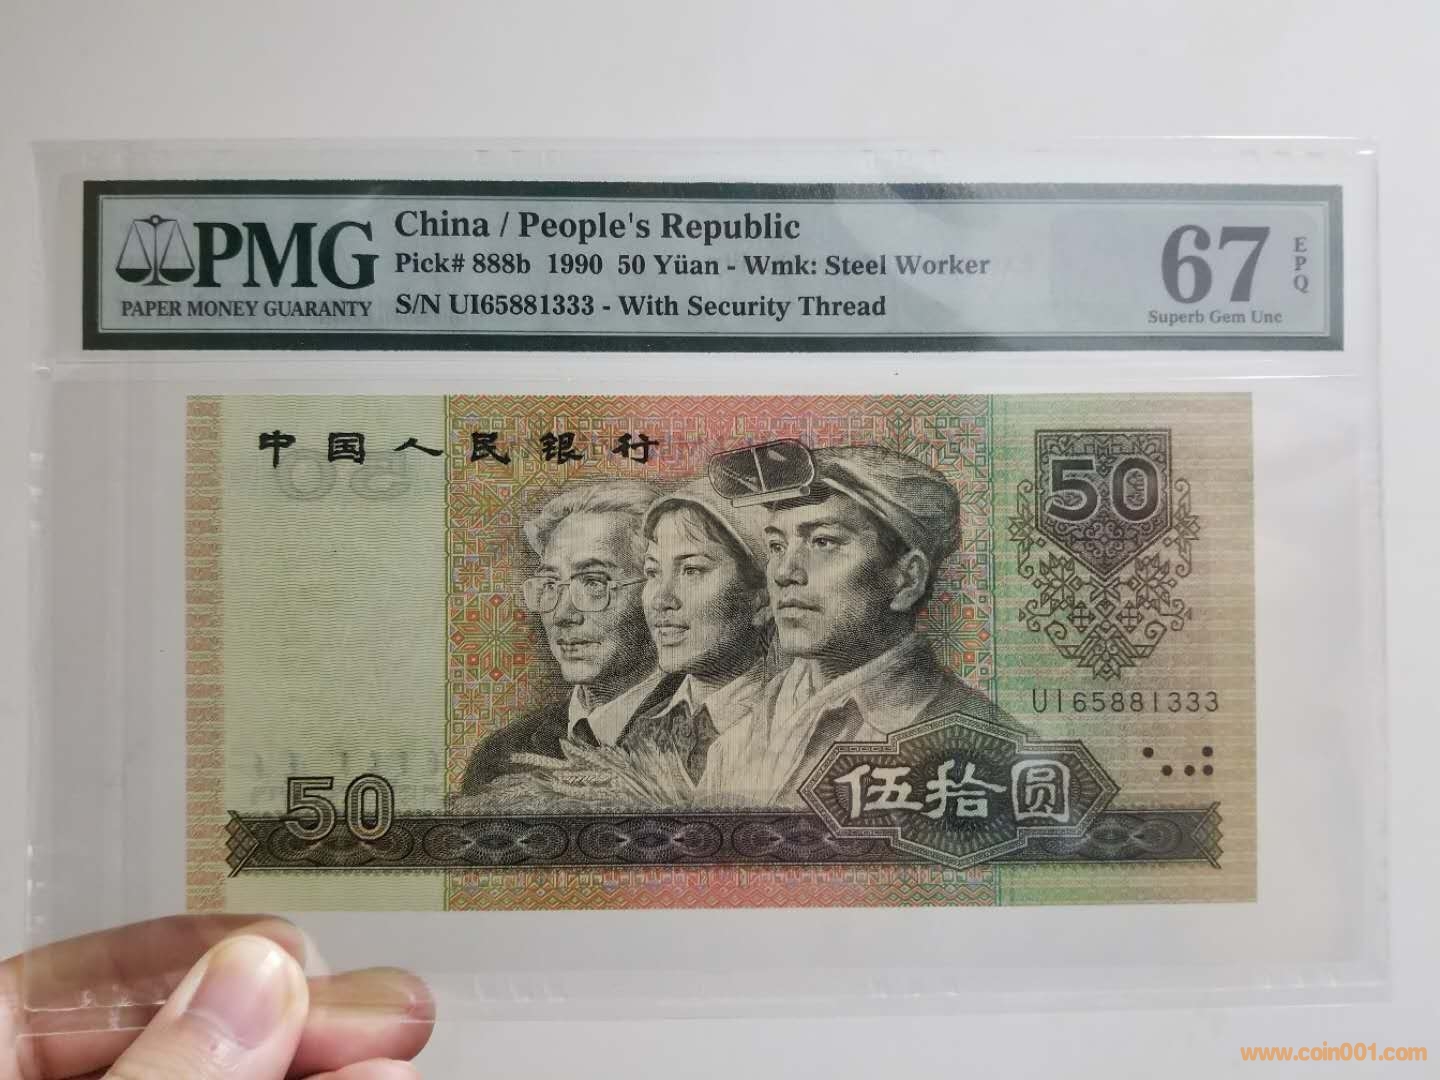 PMG
PAPER MONEY GUARANTY
China / People's Republic
Pick# 888b 1990 50 Yüan - Wmk: Steel Worker
S/N UI65881333 - With Security Thread
67
EPQ
Superb Gem Unc
中国人民银行
50
UI65881333
50
伍拾圆
www.coin001.com